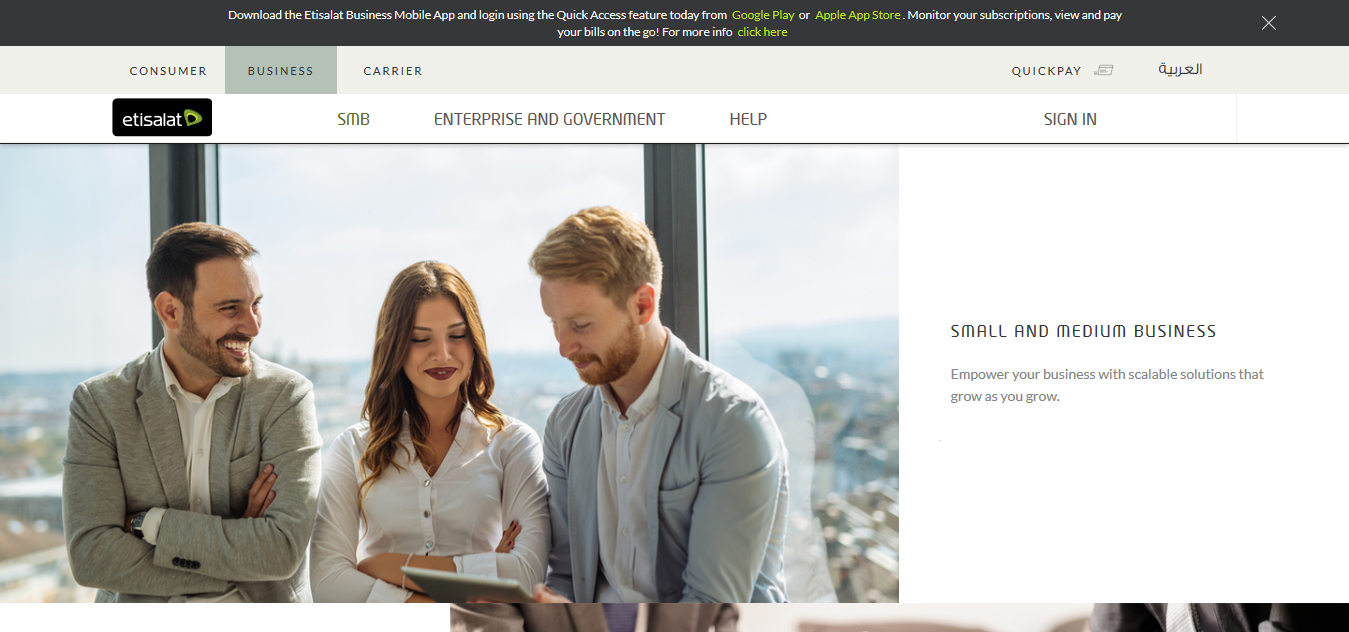 Download the Etisalat Business Mobile App and login using the Quick Access feature today from Google Play or Apple App Store . Monitor your subscriptions, view and pay
your bills on the go! For more info click here
CONSUMER
BUSINESS
CARRIER
QUICKPAY
العربية
etisalat
SMB
ENTERPRISE AND GOVERNMENT
HELP
SIGN IN
SMALL AND MEDIUM BUSINESS
Empower your business with scalable solutions that
grow as you grow.